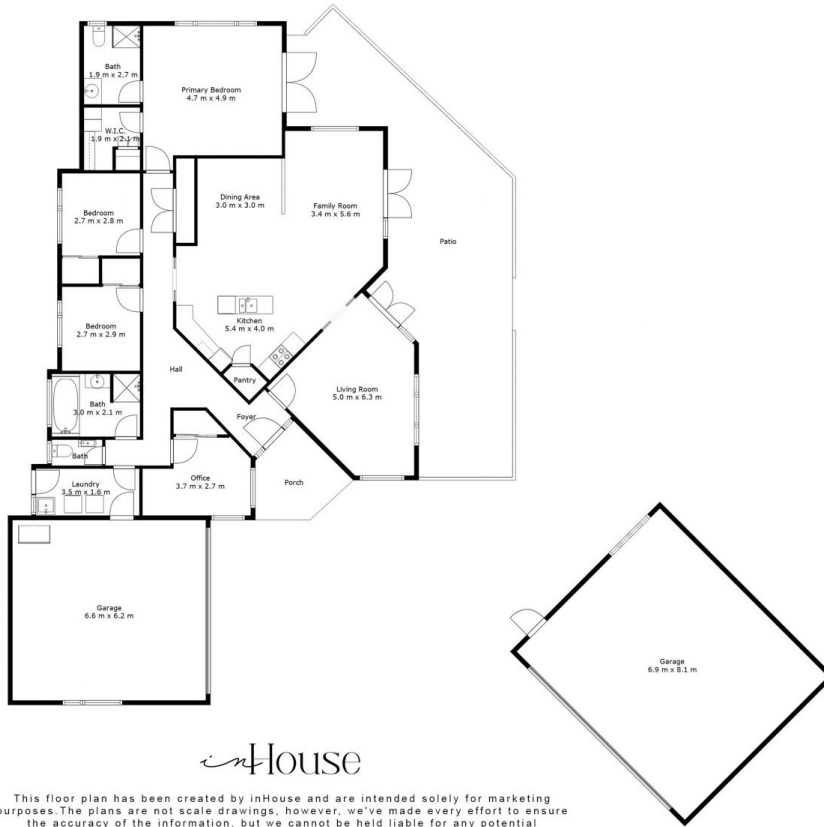 Bath
1.9 m x 2.7 m
Primary Bedroom
4.7 m x 4.9 m
W.I.C.
1.9 m x 2.1 m
Bedroom
2.7 m x 2.8 m
Dining Area
3.0 m x 3.0 m
Family Room
3.4 m x 5.6 m
Patio
Bedroom
2.7 m x 2.9 m
Kitchen
5.4 m x 4.0 m
Hall
Pantry
Living Room
5.0 m x 6.3 m
Bath
3.0 m x 2.1 m
Foyer
Bath
Laundry
3.5 m x 1.6 m
Office
3.7 m x 2.7 m
Porch
Garage
6.6 m x 6.2 m
Garage
6.9 m x 8.1 m
inHouse
This floor plan has been created by inHouse and are intended solely for marketing
urposes.The plans are not scale drawings, however, we've made every effort to ensure
the accuracy of the information, but we cannot be held liable for any potential